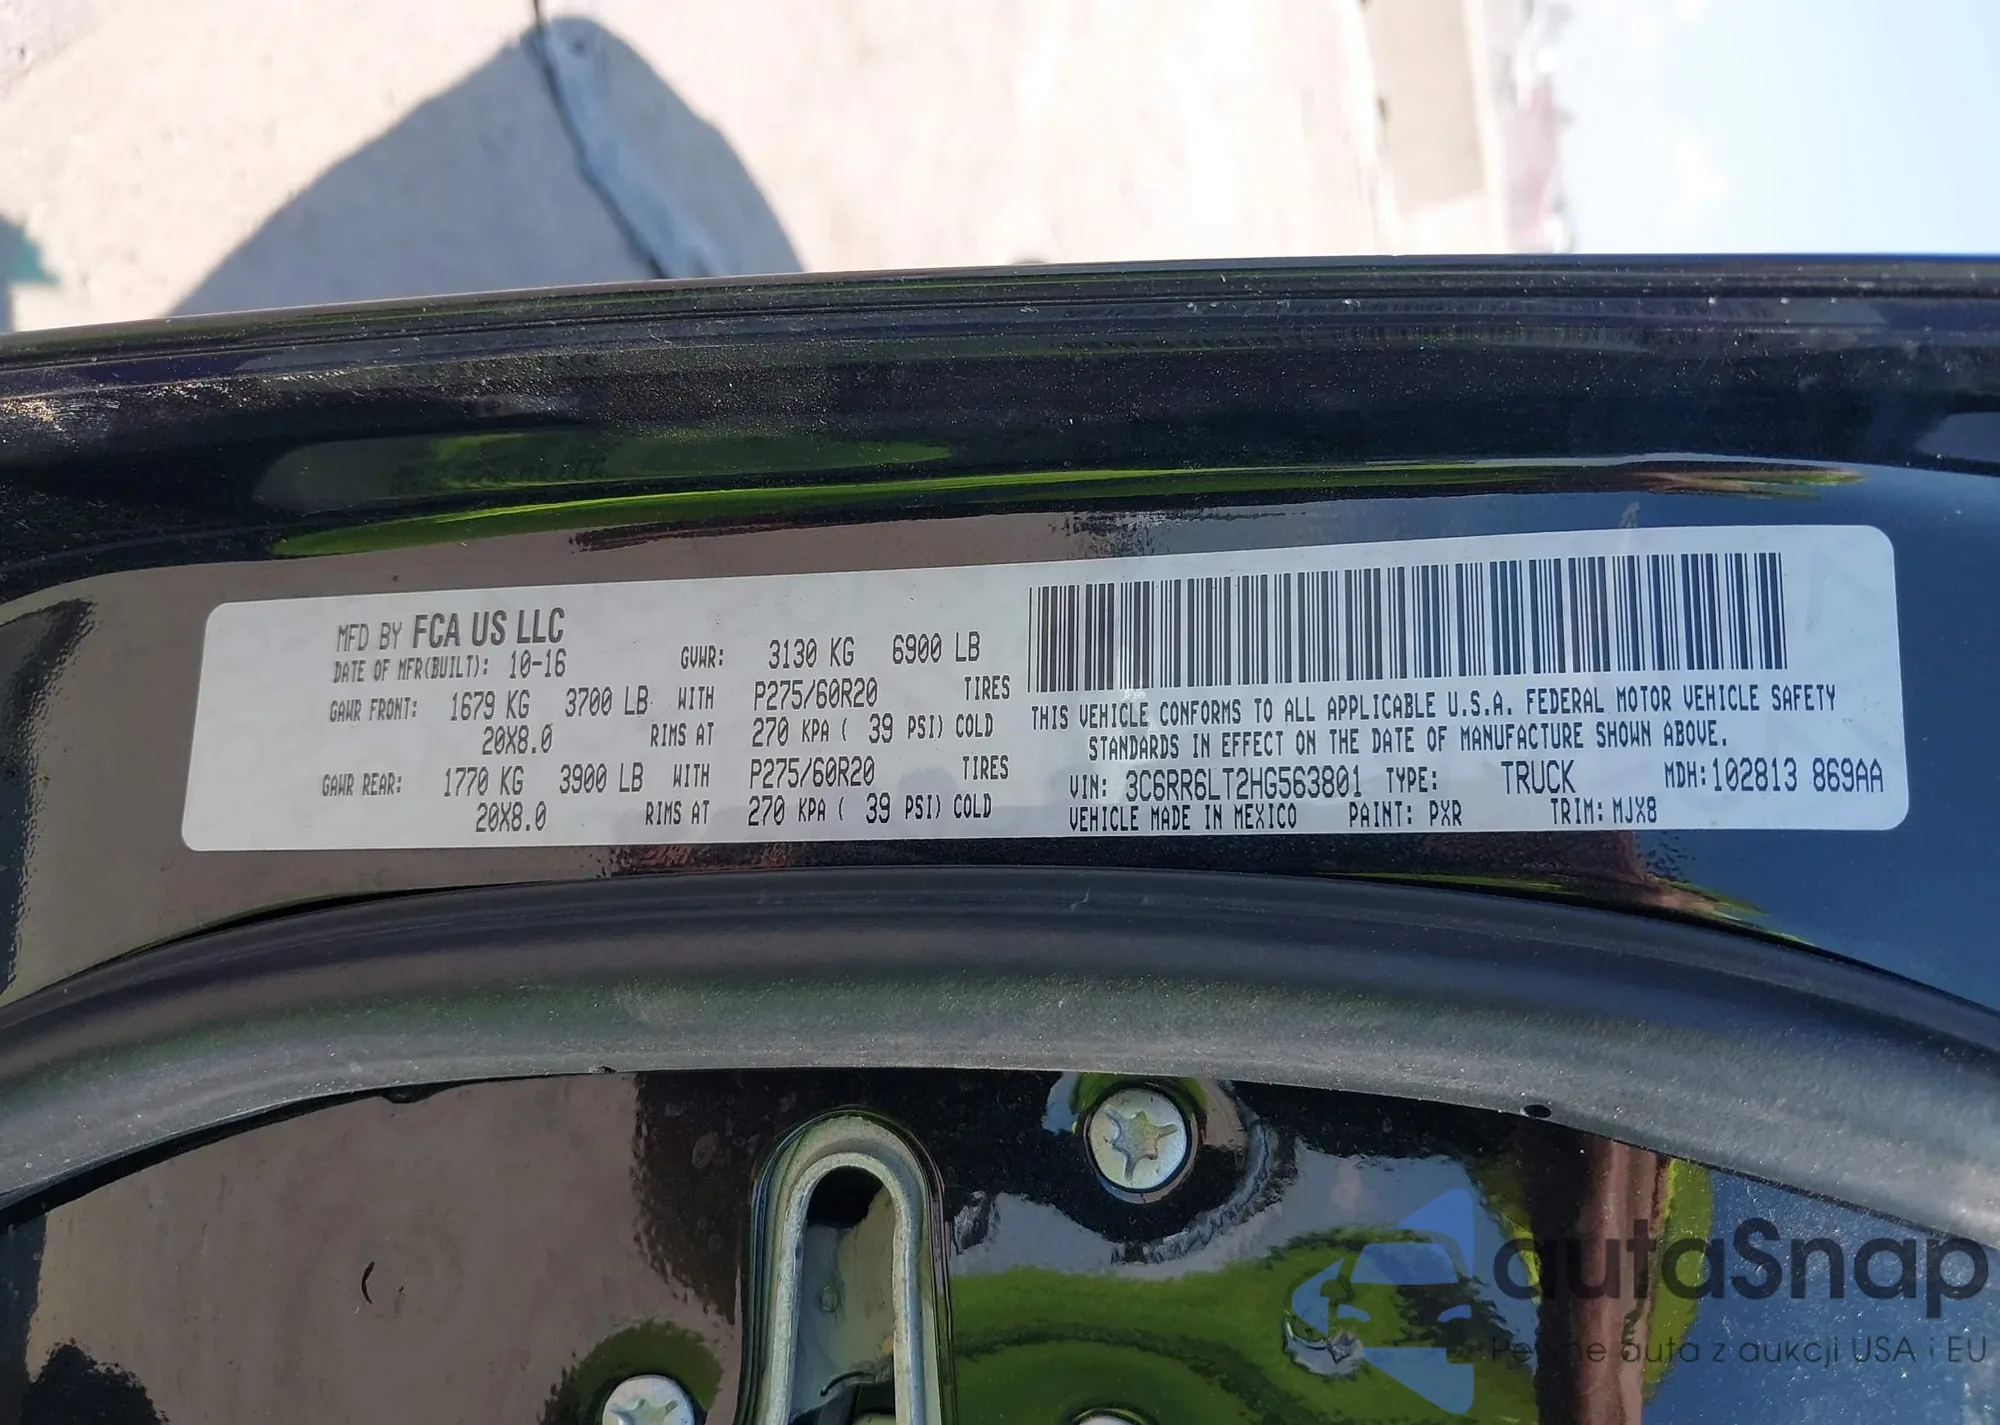 MFD BY FCA US LLC
DATE OF MFR(BUILT): 10-16 GVWR: 3130 KG 6900 LB
GAWR FRONT: 1679 KG 3700 LB WITH P275/60R20 TIRES
20X8.0 RIMS AT 270 KPA ( 39 PSI) COLD
GAWR REAR: 1770 KG 3900 LB WITH P275/60R20 TIRES
20X8.0 RIMS AT 270 KPA ( 39 PSI) COLD
THIS VEHICLE CONFORMS TO ALL APPLICABLE U.S.A. FEDERAL MOTOR VEHICLE SAFETY
STANDARDS IN EFFECT ON THE DATE OF MANUFACTURE SHOWN ABOVE.
VIN: 3C6RR6LT2HG563801 TYPE: TRUCK MDH:102813 869AA
VEHICLE MADE IN MEXICO PAINT: PXR TRIM: MJX8
autaSnap
Pewne auta z aukcji USA i EU